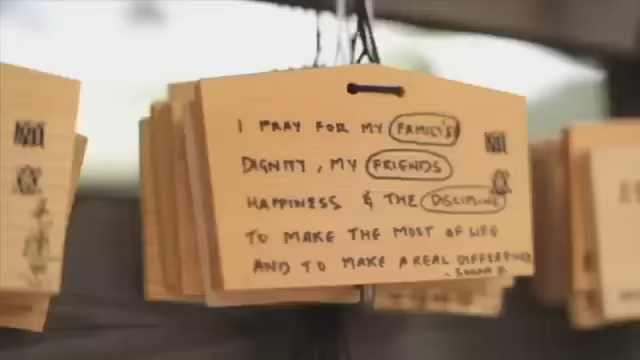 I PRAY FOR MY FAMILY'S
DIGNITY, MY FRIENDS
HAPPINESS & THE DISCIPLINE
TO MAKE THE MOST OF LIFE
AND TO MAKE A REAL DIFFERENCE